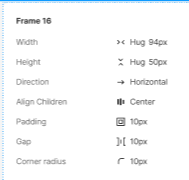 Frame 16
Width Hug 94px
Height Hug 50px
Direction Horizontal
Align Children Center
Padding 10px
Gap 10px
Corner radius 10px